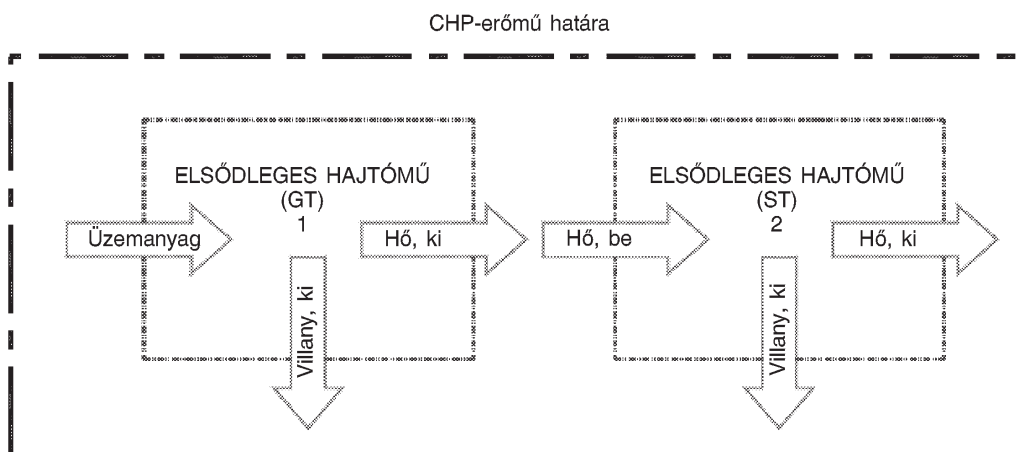 CHP-erőmű határa
ELSŐDLEGES HAJTÓMŰ
(GT)
1
Üzemanyag
Hő, ki
Villany, ki
ELSŐDLEGES HAJTÓMŰ
(ST)
2
Hő, be
Hő, ki
Villany, ki